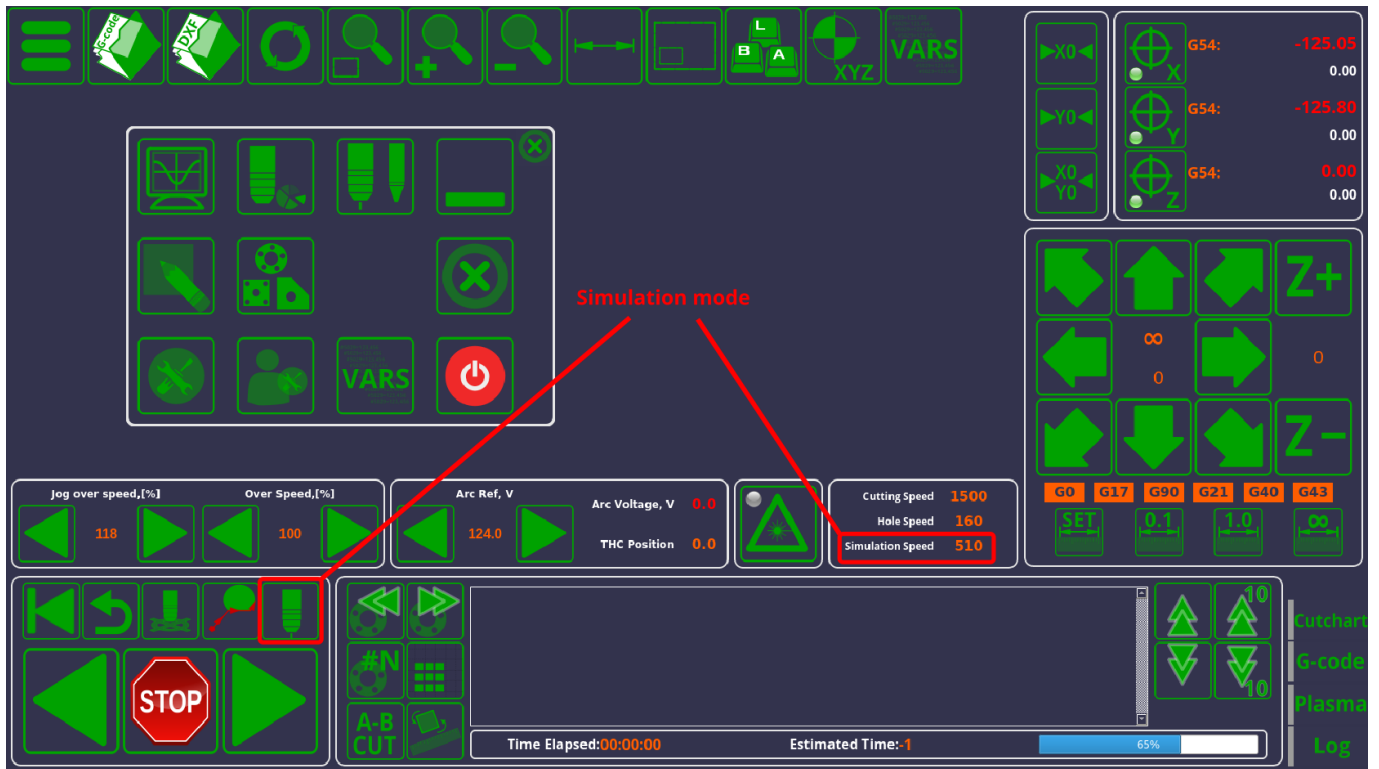 G-code
DXF
L
B A
XYZ
VARS
▶X0◀
▶Y0◀
▶X0◀
Y0
X
G54: -125.05
0.00
Y
G54: -125.80
0.00
Z
G54: 0.00
0.00
VARS
Simulation mode
Z+
∞
0
0
Z-
Jog over speed,[%]
118
Over Speed,[%]
100
Arc Ref, V
124.0
Arc Voltage, V 0.0
THC Position 0.0
Cutting Speed 1500
Hole Speed 160
Simulation Speed 510
G0 G17 G90 G21 G40 G43
SET 0.1 1.0 ∞
STOP
#N
A-B
CUT
10
10
Time Elapsed:00:00:00 Estimated Time:-1 65%
Cutchart
G-code
Plasma
Log